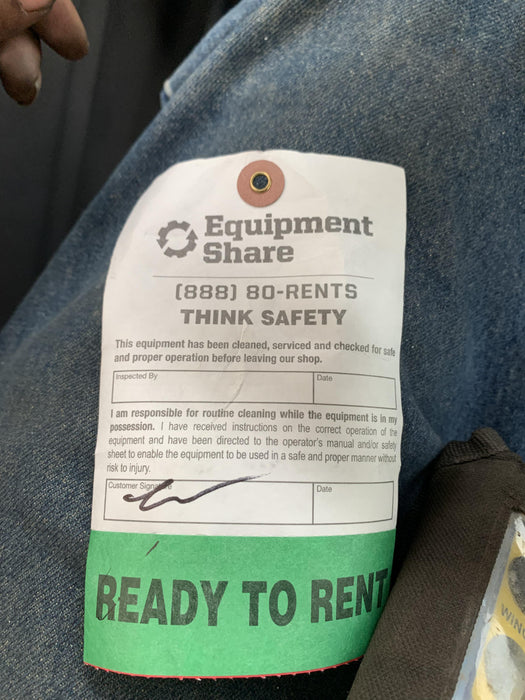 Equipment
Share
(888) 80-RENTS
THINK SAFETY
This equipment has been cleaned, serviced and checked for safe
and proper operation before leaving our shop.
Inspected By
Date
I am responsible for routine cleaning while the equipment is in my
possession. I have received instructions on the correct operation of the
equipment and have been directed to the operator's manual and/or safety
sheet to enable the equipment to be used in a safe and proper manner without
risk to injury.
Customer Signature
Date
READY TO RENT